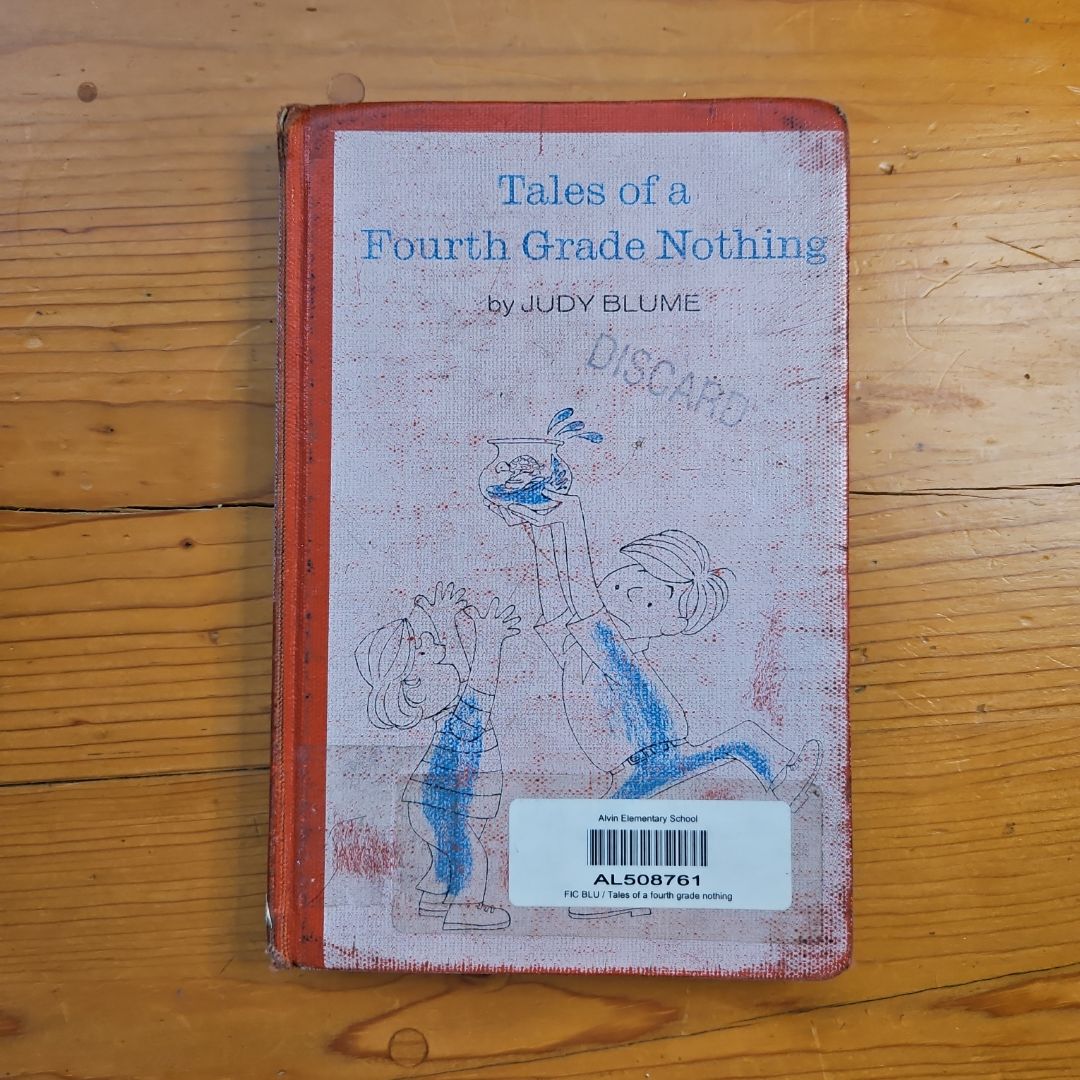 Tales of a
Fourth Grade Nothing
by JUDY BLUME
DISCARD
Alvin Elementary School
AL508761
FIC BLU / Tales of a fourth grade nothing